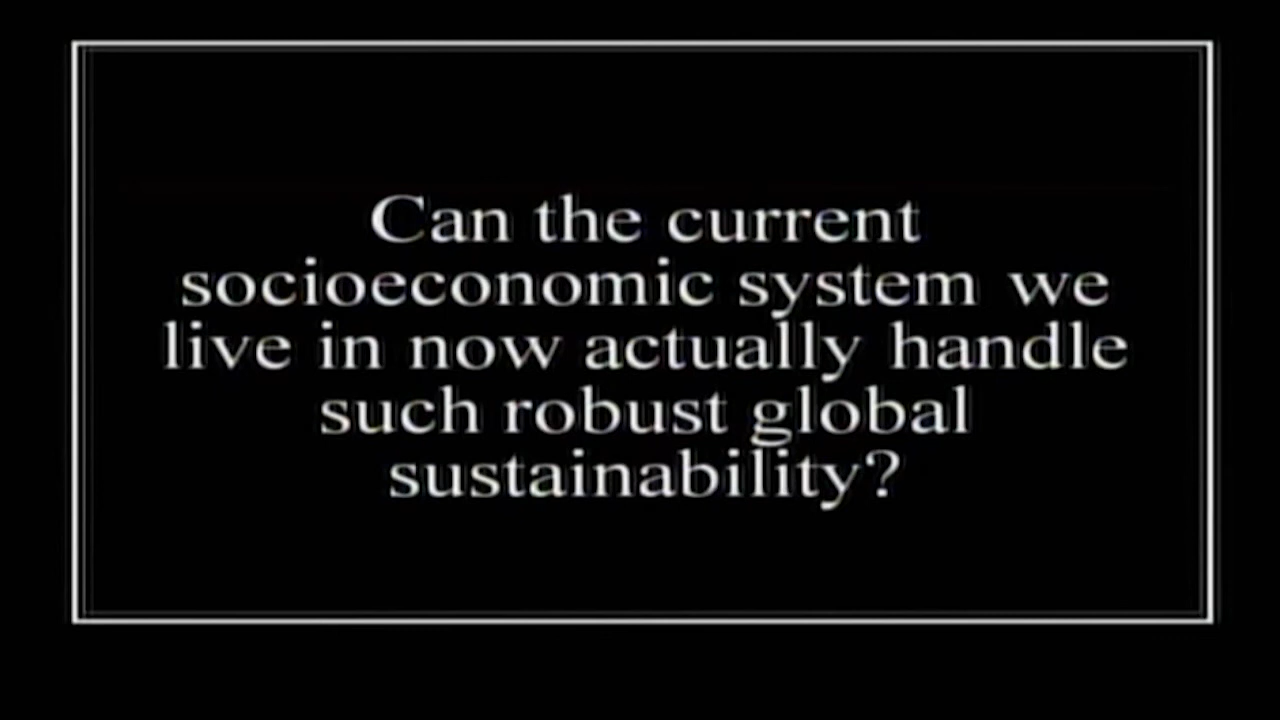 Can the current
socioeconomic system we
live in now actually handle
such robust global
sustainability?